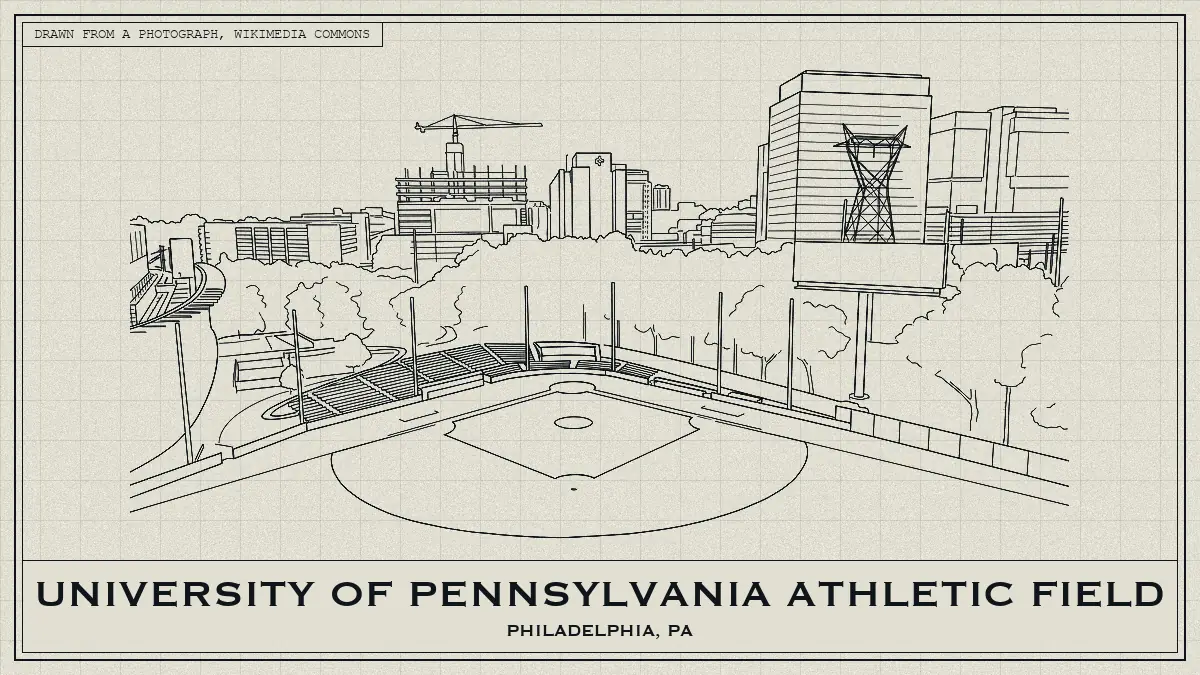 DRAWN FROM A PHOTOGRAPH, WIKIMEDIA COMMONS
UNIVERSITY OF PENNSYLVANIA ATHLETIC FIELD
PHILADELPHIA, PA